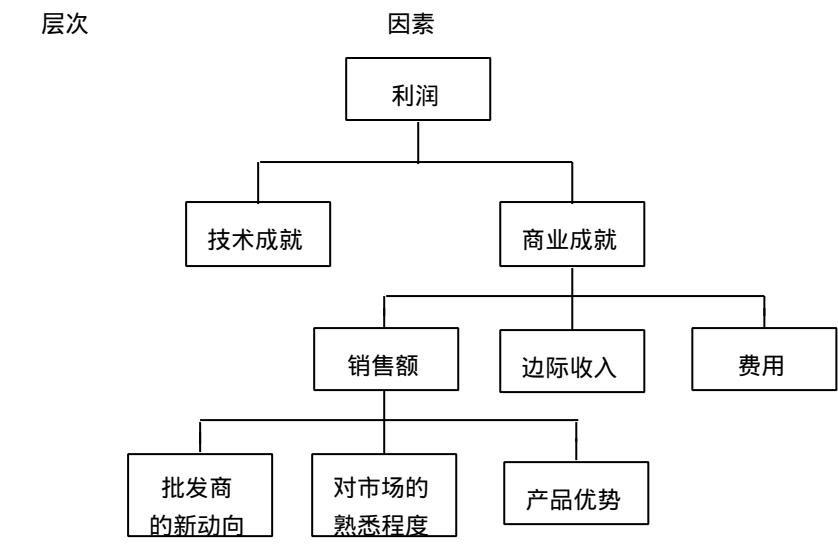 层次 因素
利润
技术成就 商业成就
销售额 边际收入 费用
批发商
的新动向
对市场的
熟悉程度
产品优势